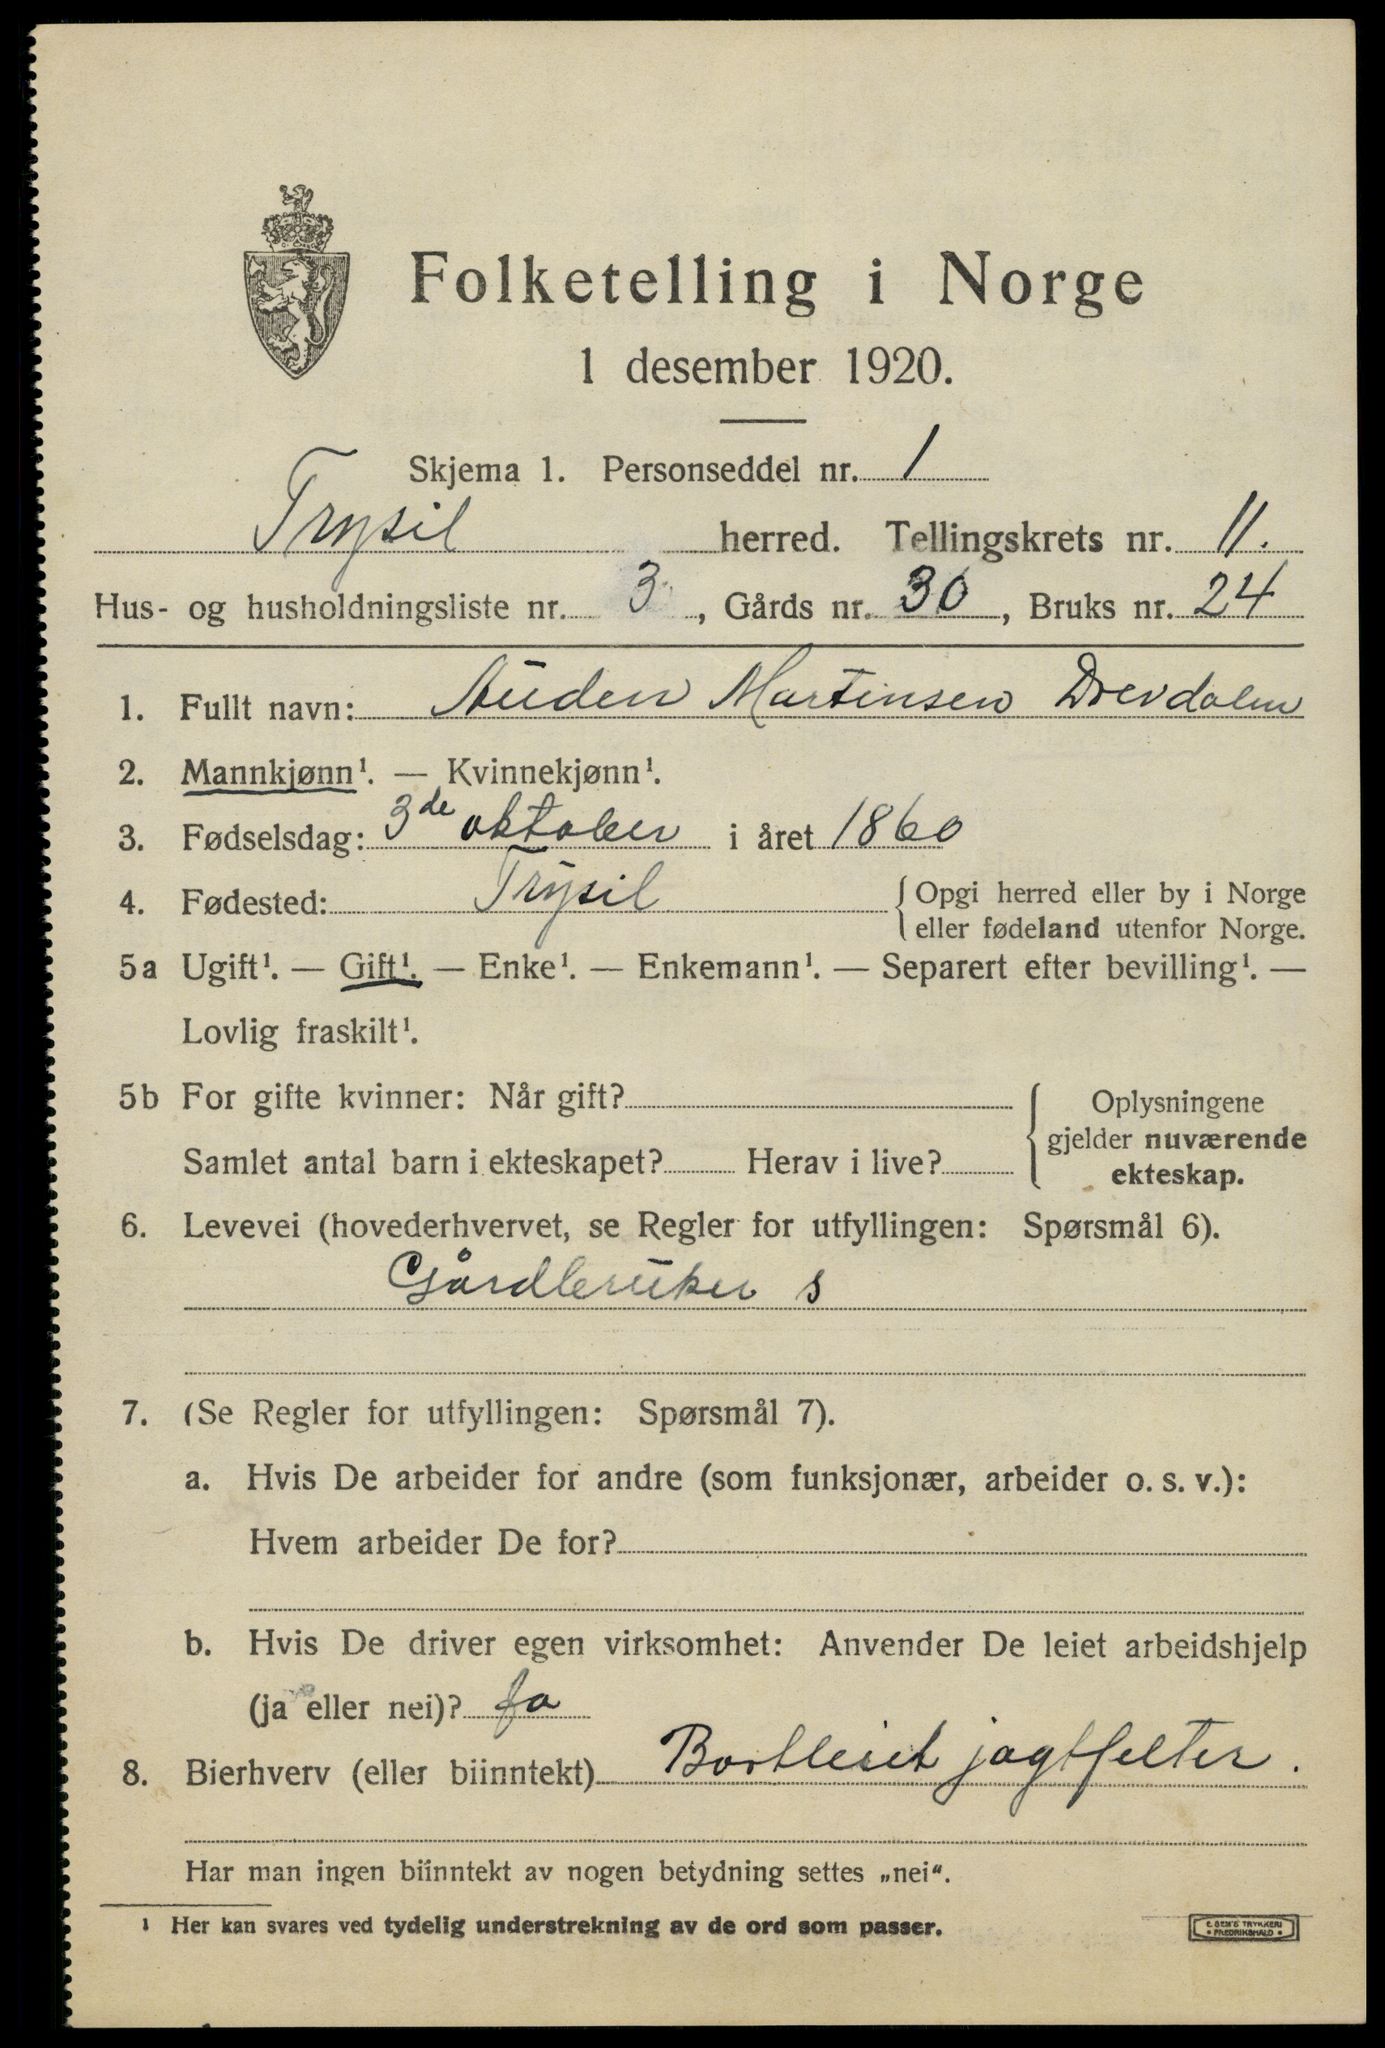 Folketelling i Norge
1 desember 1920.
Skjema 1. Personseddel nr. 1
Trysil herred. Tellingskrets nr. 11.
Hus- og husholdningsliste nr. 3, Gårds nr. 30, Bruks nr. 24
1. Fullt navn: Auden Martinsen Drevdalen
2. Mannkjønn¹. — Kvinnekjønn¹.
3. Fødselsdag: 3de oktober i året 1860
4. Fødested: Trysil { Opgi herred eller by i Norge
eller fødeland utenfor Norge.
5a Ugift¹. — Gift¹. — Enke¹. — Enkemann¹. — Separert efter bevilling¹. —
Lovlig fraskilt¹.
5b For gifte kvinner: Når gift?
Samlet antal barn i ekteskapet? Herav i live?
{ Oplysningene
gjelder nuværende
ekteskap.
6. Levevei (hovederhvervet, se Regler for utfyllingen: Spørsmål 6).
Gårdbruker s
7. (Se Regler for utfyllingen: Spørsmål 7).
a. Hvis De arbeider for andre (som funksjonær, arbeider o. s. v.):
Hvem arbeider De for?
b. Hvis De driver egen virksomhet: Anvender De leiet arbeidshjelp
(ja eller nei)? ja
8. Bierhverv (eller biinntekt) Bortleiet jagtfelter.
Har man ingen biinntekt av nogen betydning settes „nei“.
¹ Her kan svares ved tydelig understrekning av de ord som passer.
E. SEM'S TRYKKERI
• FREDRIKSHALD •